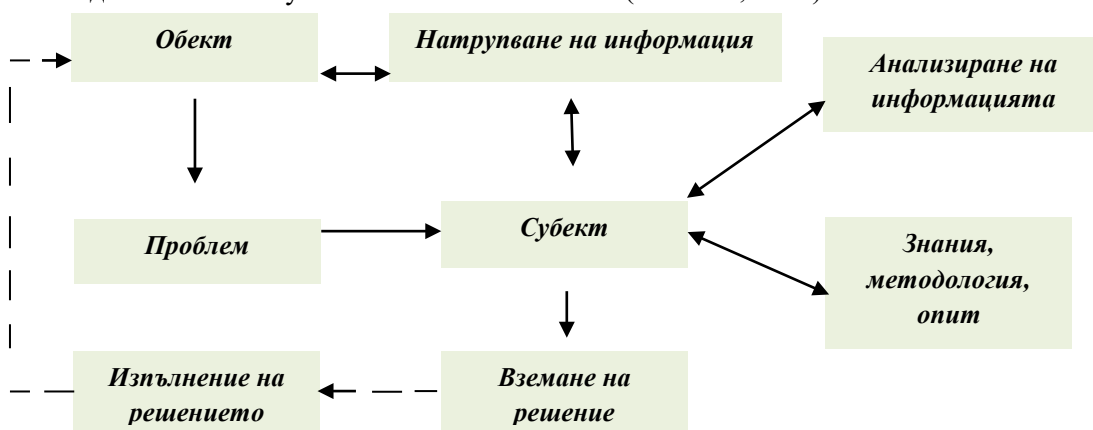 Обект
Натрупване на информация
Анализиране на
информацията
Проблем
Субект
Знания,
методология,
опит
Изпълнение на
решението
Вземане на
решение